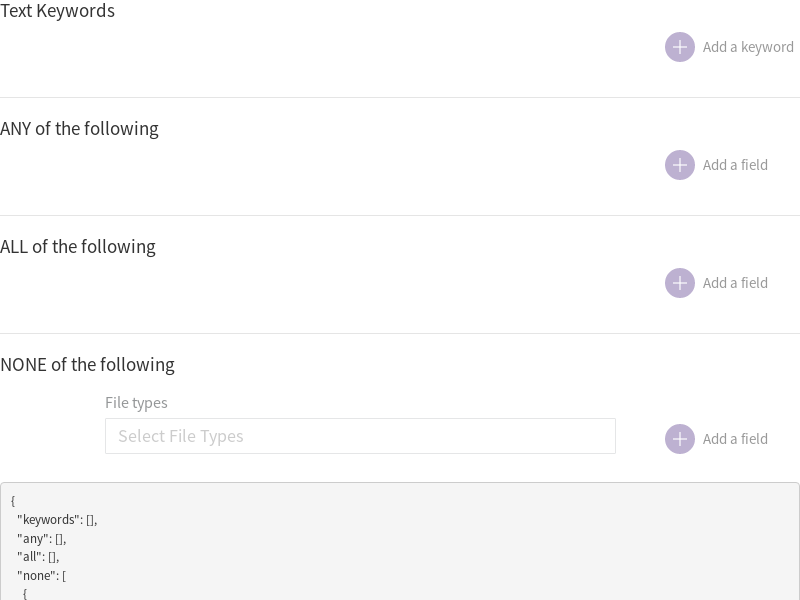 Text Keywords
Add a keyword
ANY of the following
Add a field
ALL of the following
Add a field
NONE of the following
File types
Select File Types
Add a field
{
"keywords": [],
"any": [],
"all": [],
"none": [
{